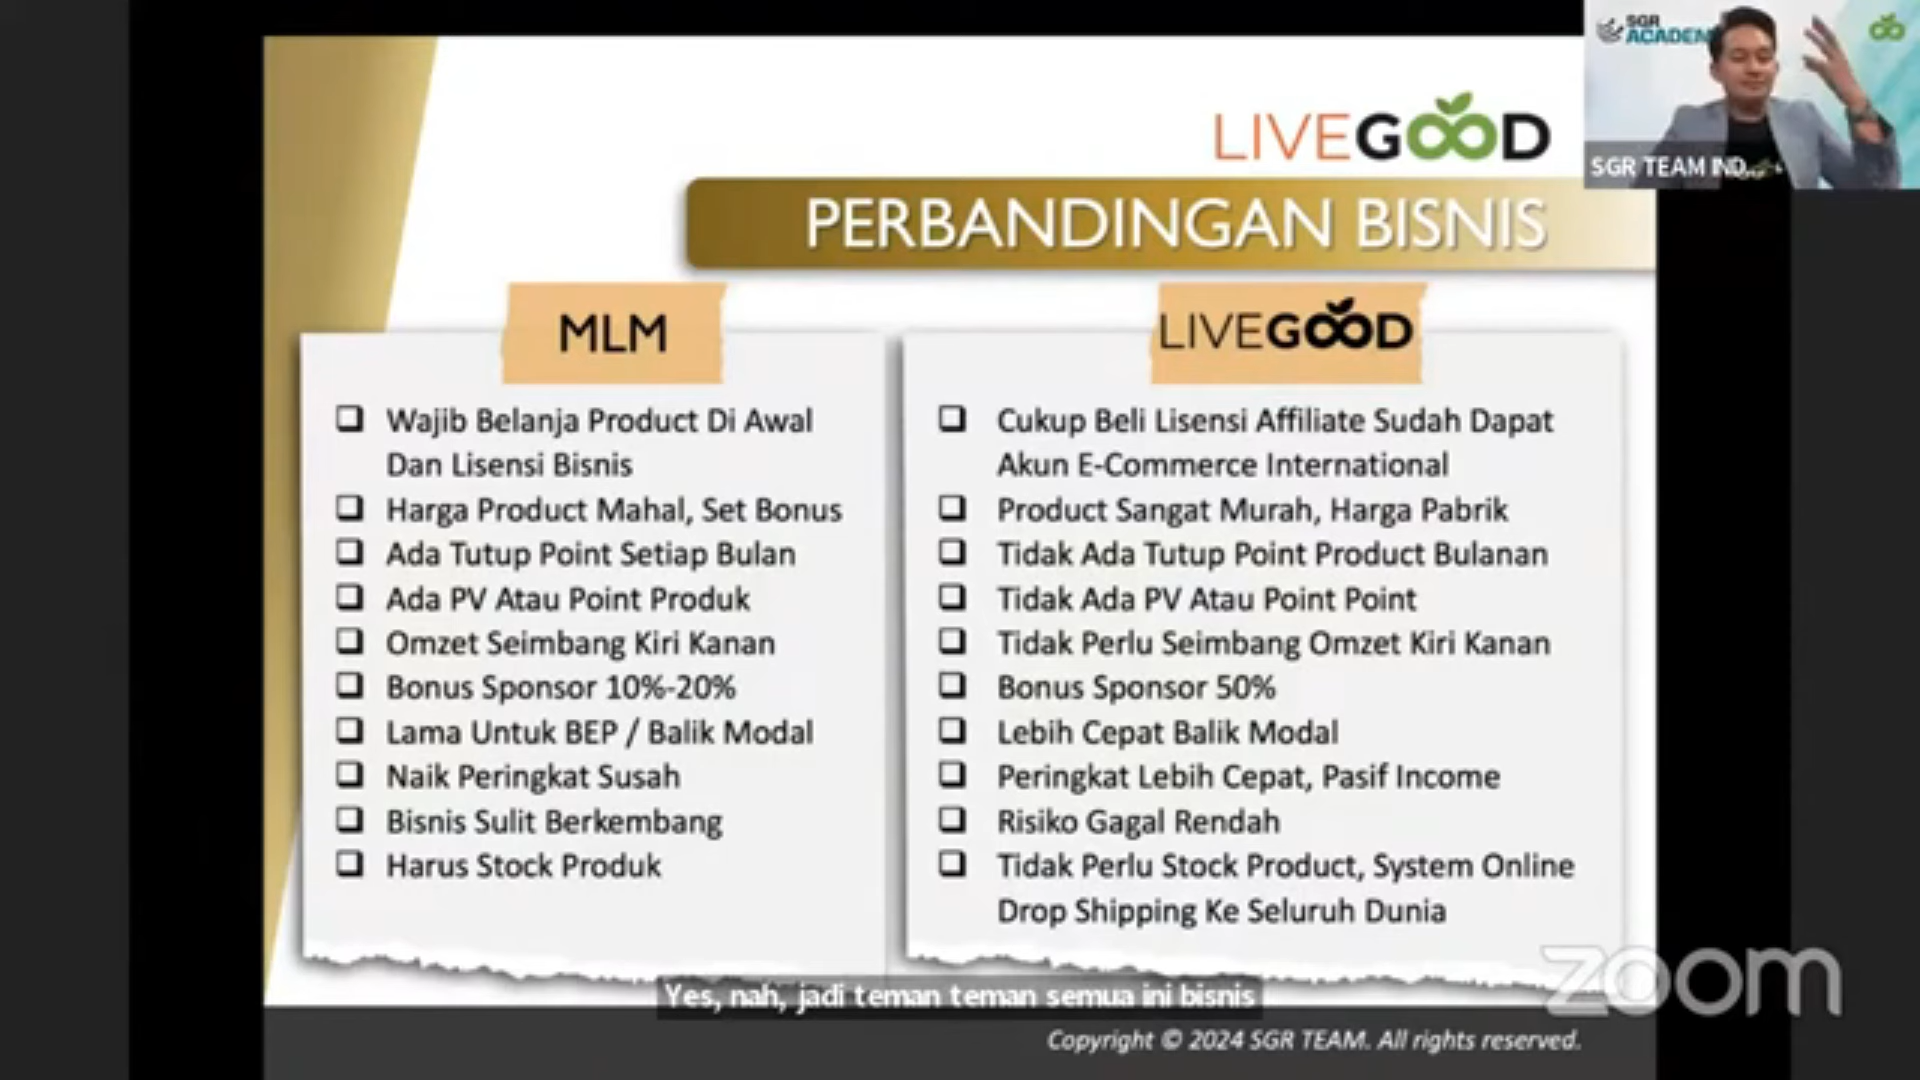 SGR
ACADEM
SGR TEAM IND...
LIVEGOOD
PERBANDINGAN BISNIS
MLM
Wajib Belanja Product Di Awal
Dan Lisensi Bisnis
Harga Product Mahal, Set Bonus
Ada Tutup Point Setiap Bulan
Ada PV Atau Point Produk
Omzet Seimbang Kiri Kanan
Bonus Sponsor 10%-20%
Lama Untuk BEP / Balik Modal
Naik Peringkat Susah
Bisnis Sulit Berkembang
Harus Stock Produk
LIVEGOOD
Cukup Beli Lisensi Affiliate Sudah Dapat
Akun E-Commerce International
Product Sangat Murah, Harga Pabrik
Tidak Ada Tutup Point Product Bulanan
Tidak Ada PV Atau Point Point
Tidak Perlu Seimbang Omzet Kiri Kanan
Bonus Sponsor 50%
Lebih Cepat Balik Modal
Peringkat Lebih Cepat, Pasif Income
Risiko Gagal Rendah
Tidak Perlu Stock Product, System Online
Drop Shipping Ke Seluruh Dunia
zoom
Yes, nah, jadi teman teman semua ini bisnis
Copyright © 2024 SGR TEAM. All rights reserved.